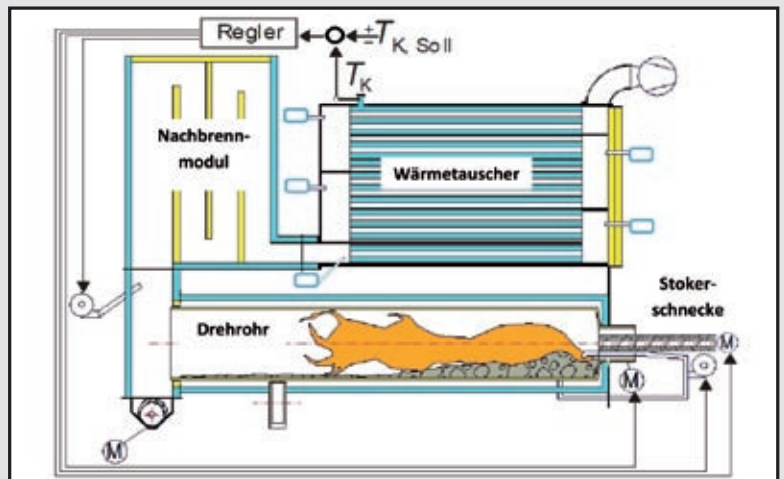 Regler
±T K, Soll
T K
Nachbrenn-
modul
Wärmetauscher
Stoker-
schnecke
Drehrohr
M
M
M